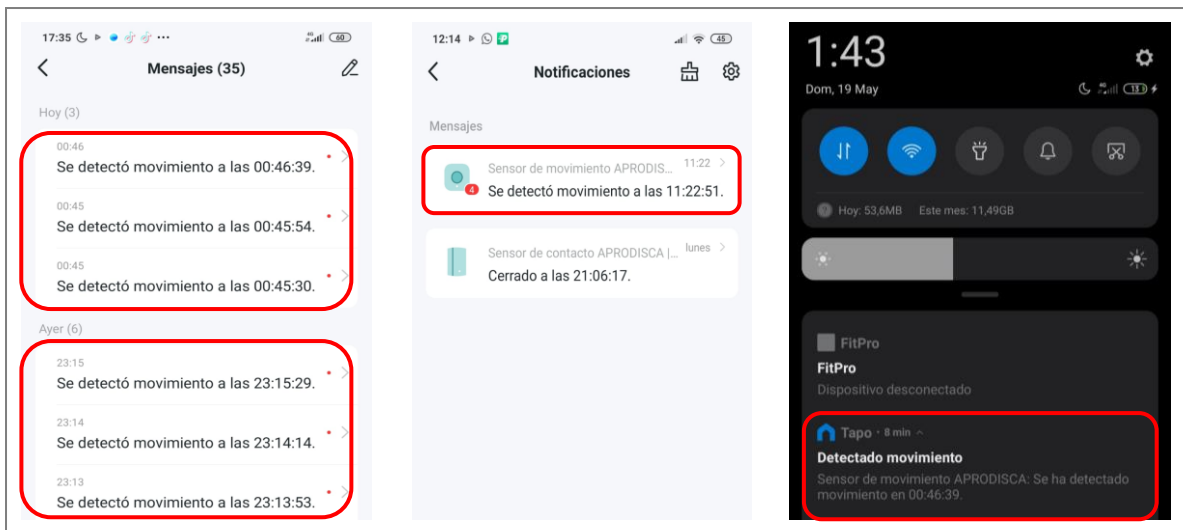 17:35
60
Mensajes (35)
Hoy (3)
00:46
Se detectó movimiento a las 00:46:39.
00:45
Se detectó movimiento a las 00:45:54.
00:45
Se detectó movimiento a las 00:45:30.
Ayer (6)
23:15
Se detectó movimiento a las 23:15:29.
23:14
Se detectó movimiento a las 23:14:14.
23:13
Se detectó movimiento a las 23:13:53.
12:14
45
Notificaciones
Mensajes
Sensor de movimiento APRODIS... 11:22
4
Se detectó movimiento a las 11:22:51.
Sensor de contacto APRODISCA |... lunes
Cerrado a las 21:06:17.
1:43
Dom, 19 May
Hoy: 53,6MB Este mes: 11,49GB
FitPro
FitPro
Dispositivo desconectado
Tapo · 8 min
Detectado movimiento
Sensor de movimiento APRODISCA: Se ha detectado
movimiento en 00:46:39.